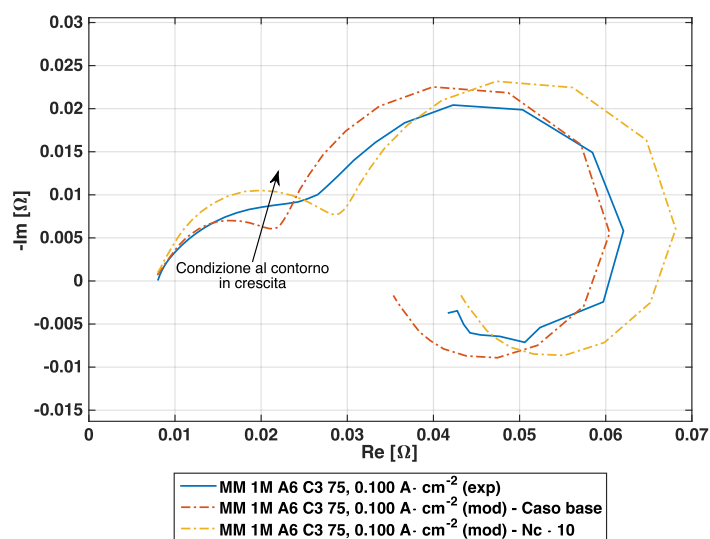 0.03
0.025
0.02
0.015
0.01
0.005
0
-0.005
-0.01
-0.015
-Im [Ω]
Condizione al contorno
in crescita
0 0.01 0.02 0.03 0.04 0.05 0.06 0.07
Re [Ω]
MM 1M A6 C3 75, 0.100 A· cm⁻² (exp)
MM 1M A6 C3 75, 0.100 A· cm⁻² (mod) - Caso base
MM 1M A6 C3 75, 0.100 A· cm⁻² (mod) - Nc · 10